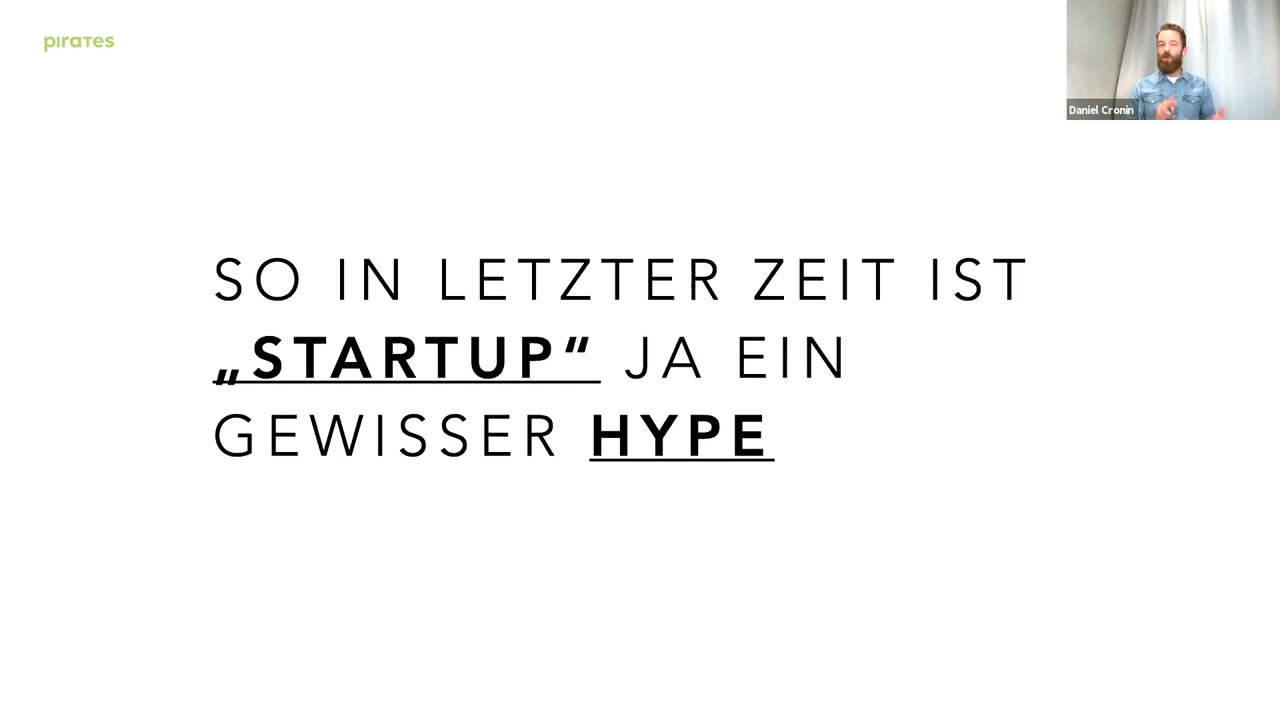 pirates
Daniel Cronin
SO IN LETZTER ZEIT IST
„STARTUP“ JA EIN
GEWISSER HYPE